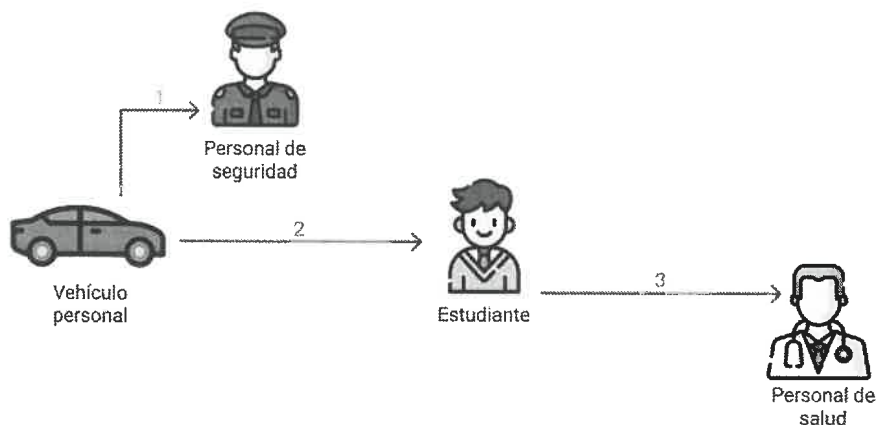 1
Personal de
seguridad
2
Vehículo
personal
Estudiante
3
Personal de
salud